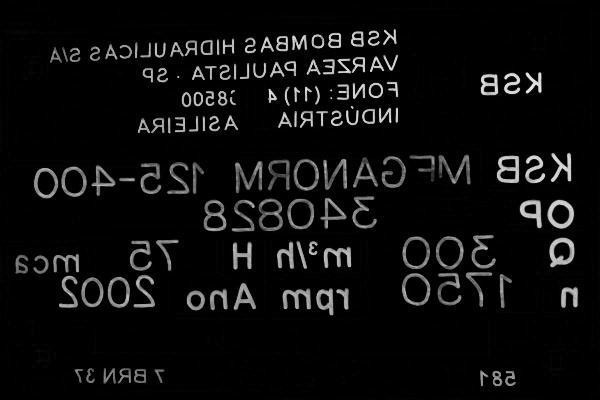 KSB BOMBAS HIDRAULICAS S/A
VARZEA PAULISTA . SP
KSB
FONE: (11) 4 8500
INDÚSTRIA ASILEIRA
KSB MEGANORM 125-400
OP 340828
Q 300 m³/h H 75 mca
n 1750 rpm Ano 2002
581 7 BRN 37